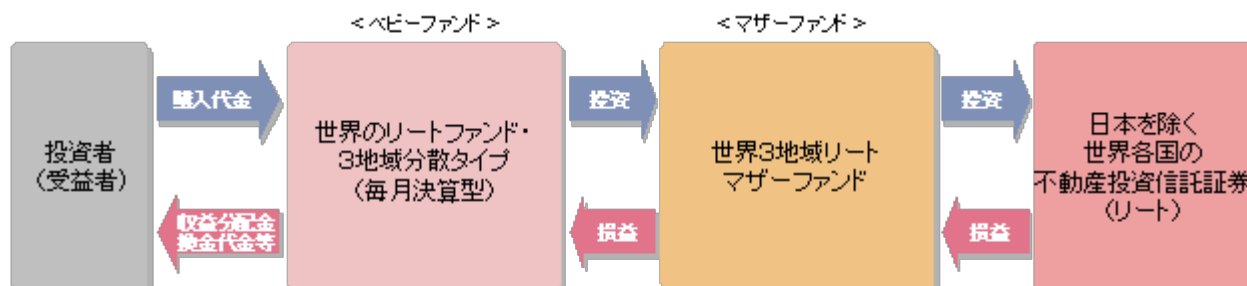 <ベビーファンド>
<マザーファンド>
投資者
(受益者)
購入代金
収益分配金
換金代金等
世界のリートファンド・
3地域分散タイプ
(毎月決算型)
投資
損益
世界3地域リート
マザーファンド
投資
損益
日本を除く
世界各国の
不動産投資信託証券
(リート)